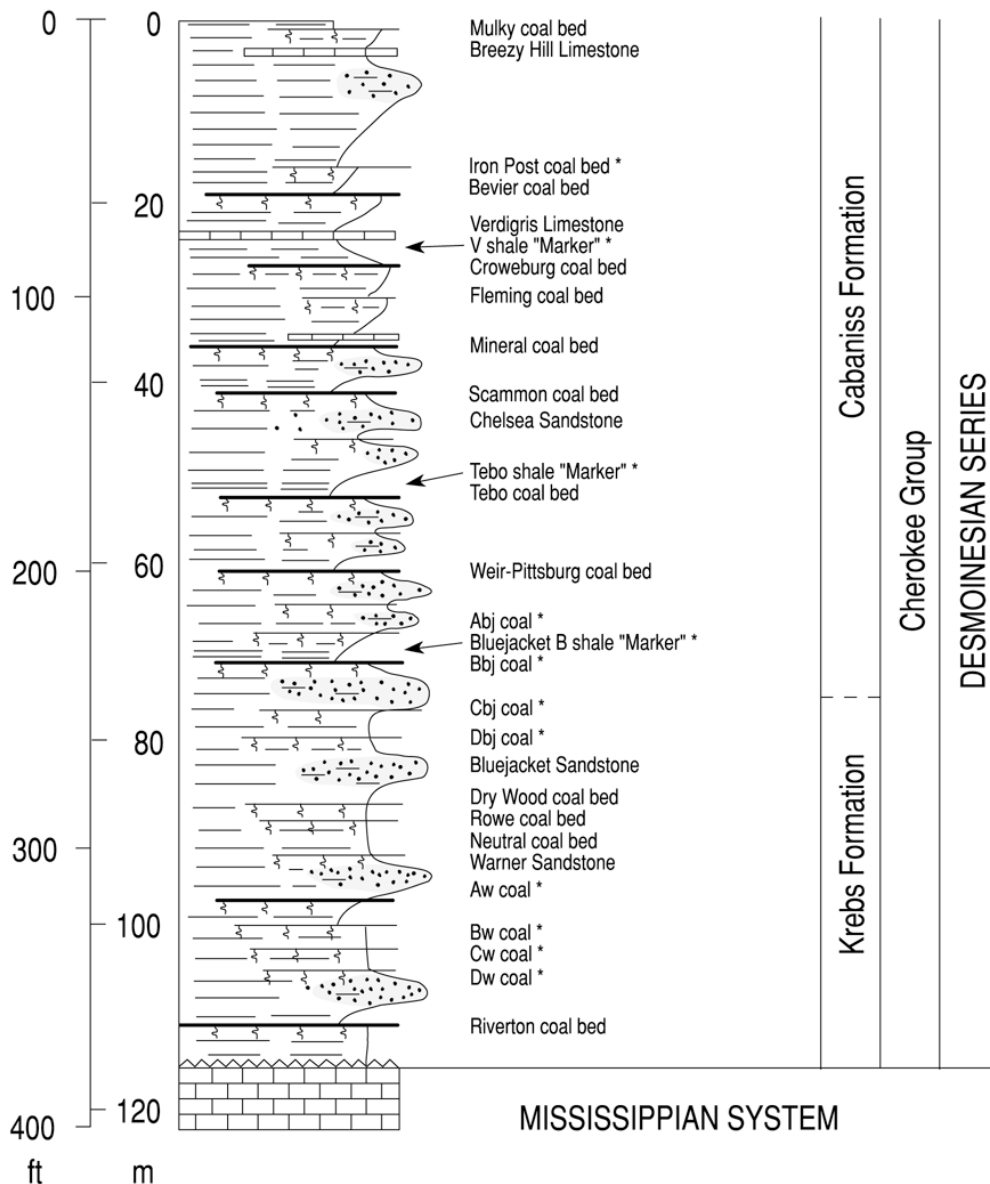 0
0
Mulky coal bed
Breezy Hill Limestone
Iron Post coal bed *
Bevier coal bed
20
Verdigris Limestone
V shale "Marker" *
Croweburg coal bed
100
Fleming coal bed
Mineral coal bed
40
Scammon coal bed
Chelsea Sandstone
Tebo shale "Marker" *
Tebo coal bed
200
60
Weir-Pittsburg coal bed
Abj coal *
Bluejacket B shale "Marker" *
Bbj coal *
Cbj coal *
Dbj coal *
80
Bluejacket Sandstone
Dry Wood coal bed
Rowe coal bed
300
Neutral coal bed
Warner Sandstone
Aw coal *
100
Bw coal *
Cw coal *
Dw coal *
Riverton coal bed
Cabaniss Formation
Krebs Formation
Cherokee Group
DESMOINESIAN SERIES
400
120
MISSISSIPPIAN SYSTEM
ft
m